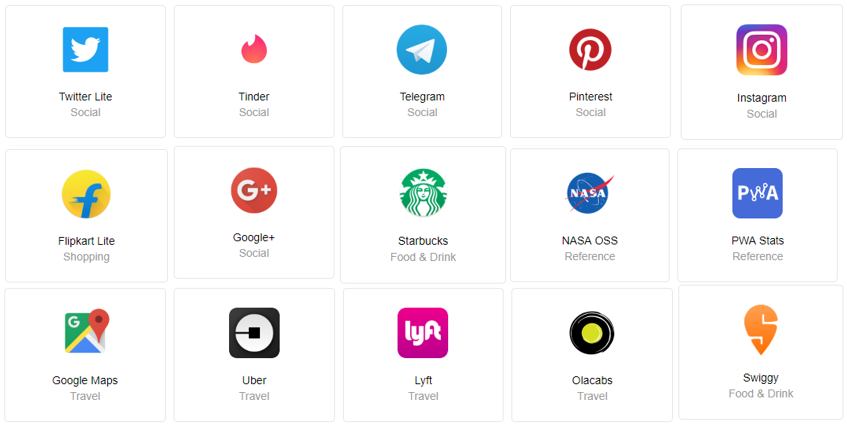 Twitter Lite
Social
Tinder
Social
Telegram
Social
Pinterest
Social
Instagram
Social
Flipkart Lite
Shopping
G+
Google+
Social
Starbucks
Food & Drink
NASA
NASA OSS
Reference
PWA
PWA Stats
Reference
G
Google Maps
Travel
Uber
Travel
lyft
Lyft
Travel
Olacabs
Travel
Swiggy
Food & Drink